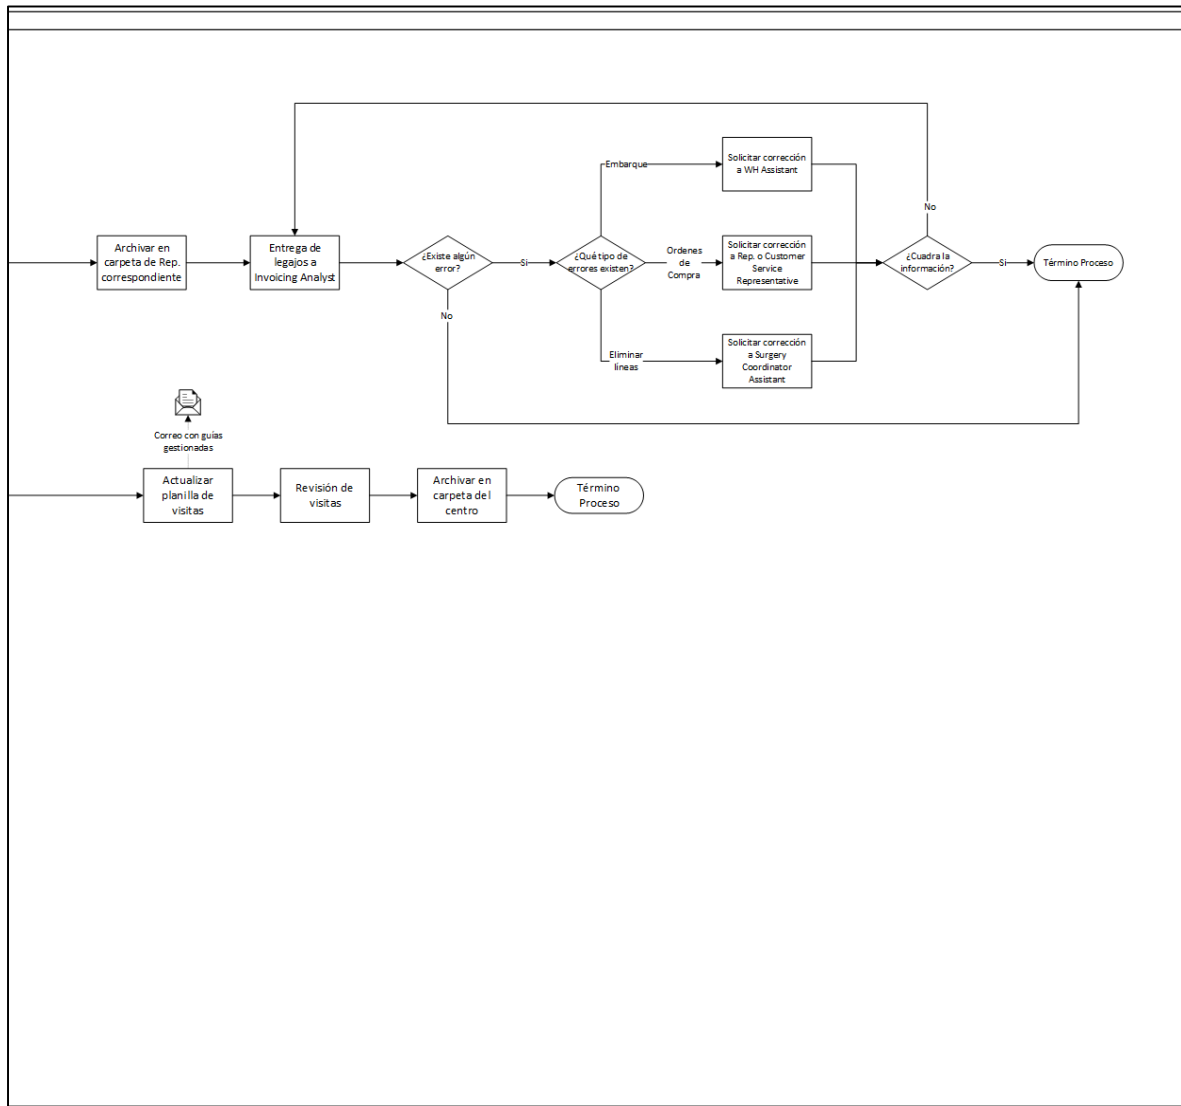 Archivar en
carpeta de Rep.
correspondiente
Entrega de
legajos a
Invoicing Analyst
¿Existe algún
error?
Si
No
¿Qué tipo de
errores existen?
Embarque
Ordenes
de
Compra
Eliminar
líneas
Solicitar corrección
a WH Assistant
Solicitar corrección
a Rep. o Customer
Service
Representative
Solicitar corrección
a Surgery
Coordinator
Assistant
¿Cuadra la
información?
No
Si
Término Proceso
Correo con guías
gestionadas
Actualizar
planilla de
visitas
Revisión de
visitas
Archivar en
carpeta del
centro
Término
Proceso